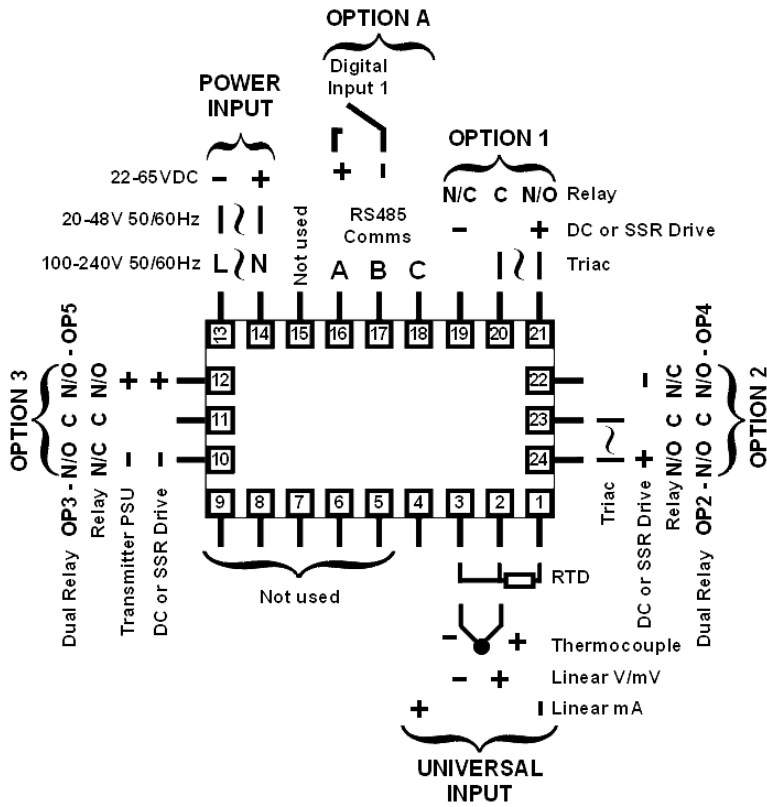 OPTION A
Digital
Input 1
POWER
INPUT
OPTION 1
+ −
22-65VDC − +
N/C C N/O Relay
20-48V 50/60Hz
RS485
Comms
− + DC or SSR Drive
Not used
100-240V 50/60Hz L N
A B C
Triac
13 14 15 16 17 18 19 20 21
OPTION 3
Dual Relay OP3 - N/O C N/O - OP5
Relay N/C C N/O
Transmitter PSU − +
DC or SSR Drive − +
12
11
10
22
23
24
Triac
DC or SSR Drive + −
Relay N/O C N/C
Dual Relay OP2 - N/O C N/O - OP4
OPTION 2
9 8 7 6 5 4 3 2 1
Not used
RTD
− + Thermocouple
− + Linear V/mV
+ − Linear mA
UNIVERSAL
INPUT